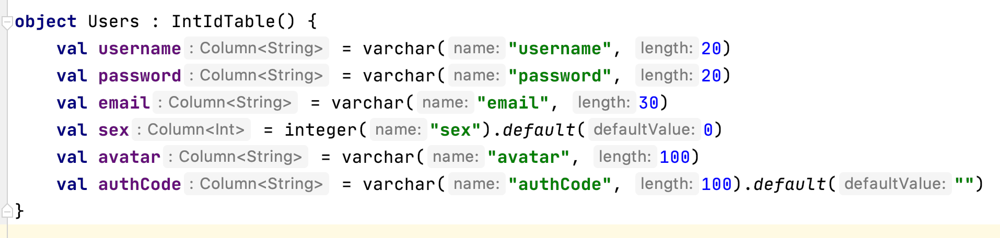 object Users : IntIdTable() {
    val username : Column<String> = varchar( name: "username", length: 20)
    val password : Column<String> = varchar( name: "password", length: 20)
    val email : Column<String> = varchar( name: "email", length: 30)
    val sex : Column<Int> = integer( name: "sex").default( defaultValue: 0)
    val avatar : Column<String> = varchar( name: "avatar", length: 100)
    val authCode : Column<String> = varchar( name: "authCode", length: 100).default( defaultValue: "")
}